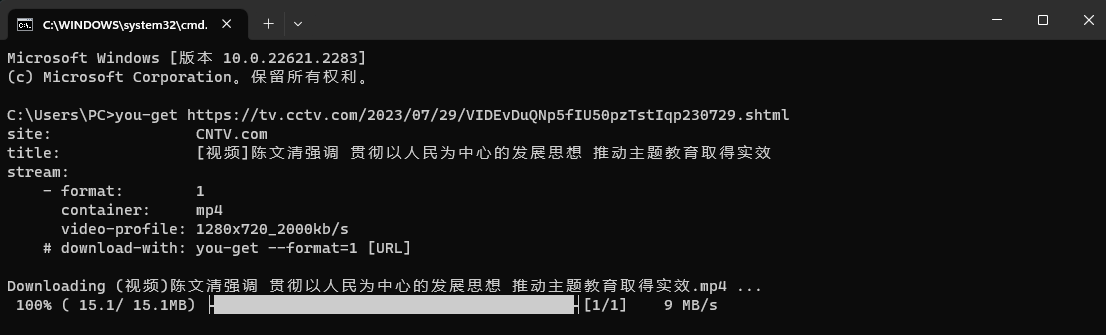 C:\WINDOWS\system32\cmd.
Microsoft Windows [版本 10.0.22621.2283]
(c) Microsoft Corporation。保留所有权利。
C:\Users\PC>you-get https://tv.cctv.com/2023/07/29/VIDEvDuQNp5fIU50pzTstIqp230729.shtml
site:                CNTV.com
title:               [视频]陈文清强调 贯彻以人民为中心的发展思想 推动主题教育取得实效
stream:
    - format:        1
      container:     mp4
      video-profile: 1280x720_2000kb/s
    # download-with: you-get --format=1 [URL]
Downloading (视频)陈文清强调 贯彻以人民为中心的发展思想 推动主题教育取得实效.mp4 ...
 100% ( 15.1/ 15.1MB) [1/1]    9 MB/s